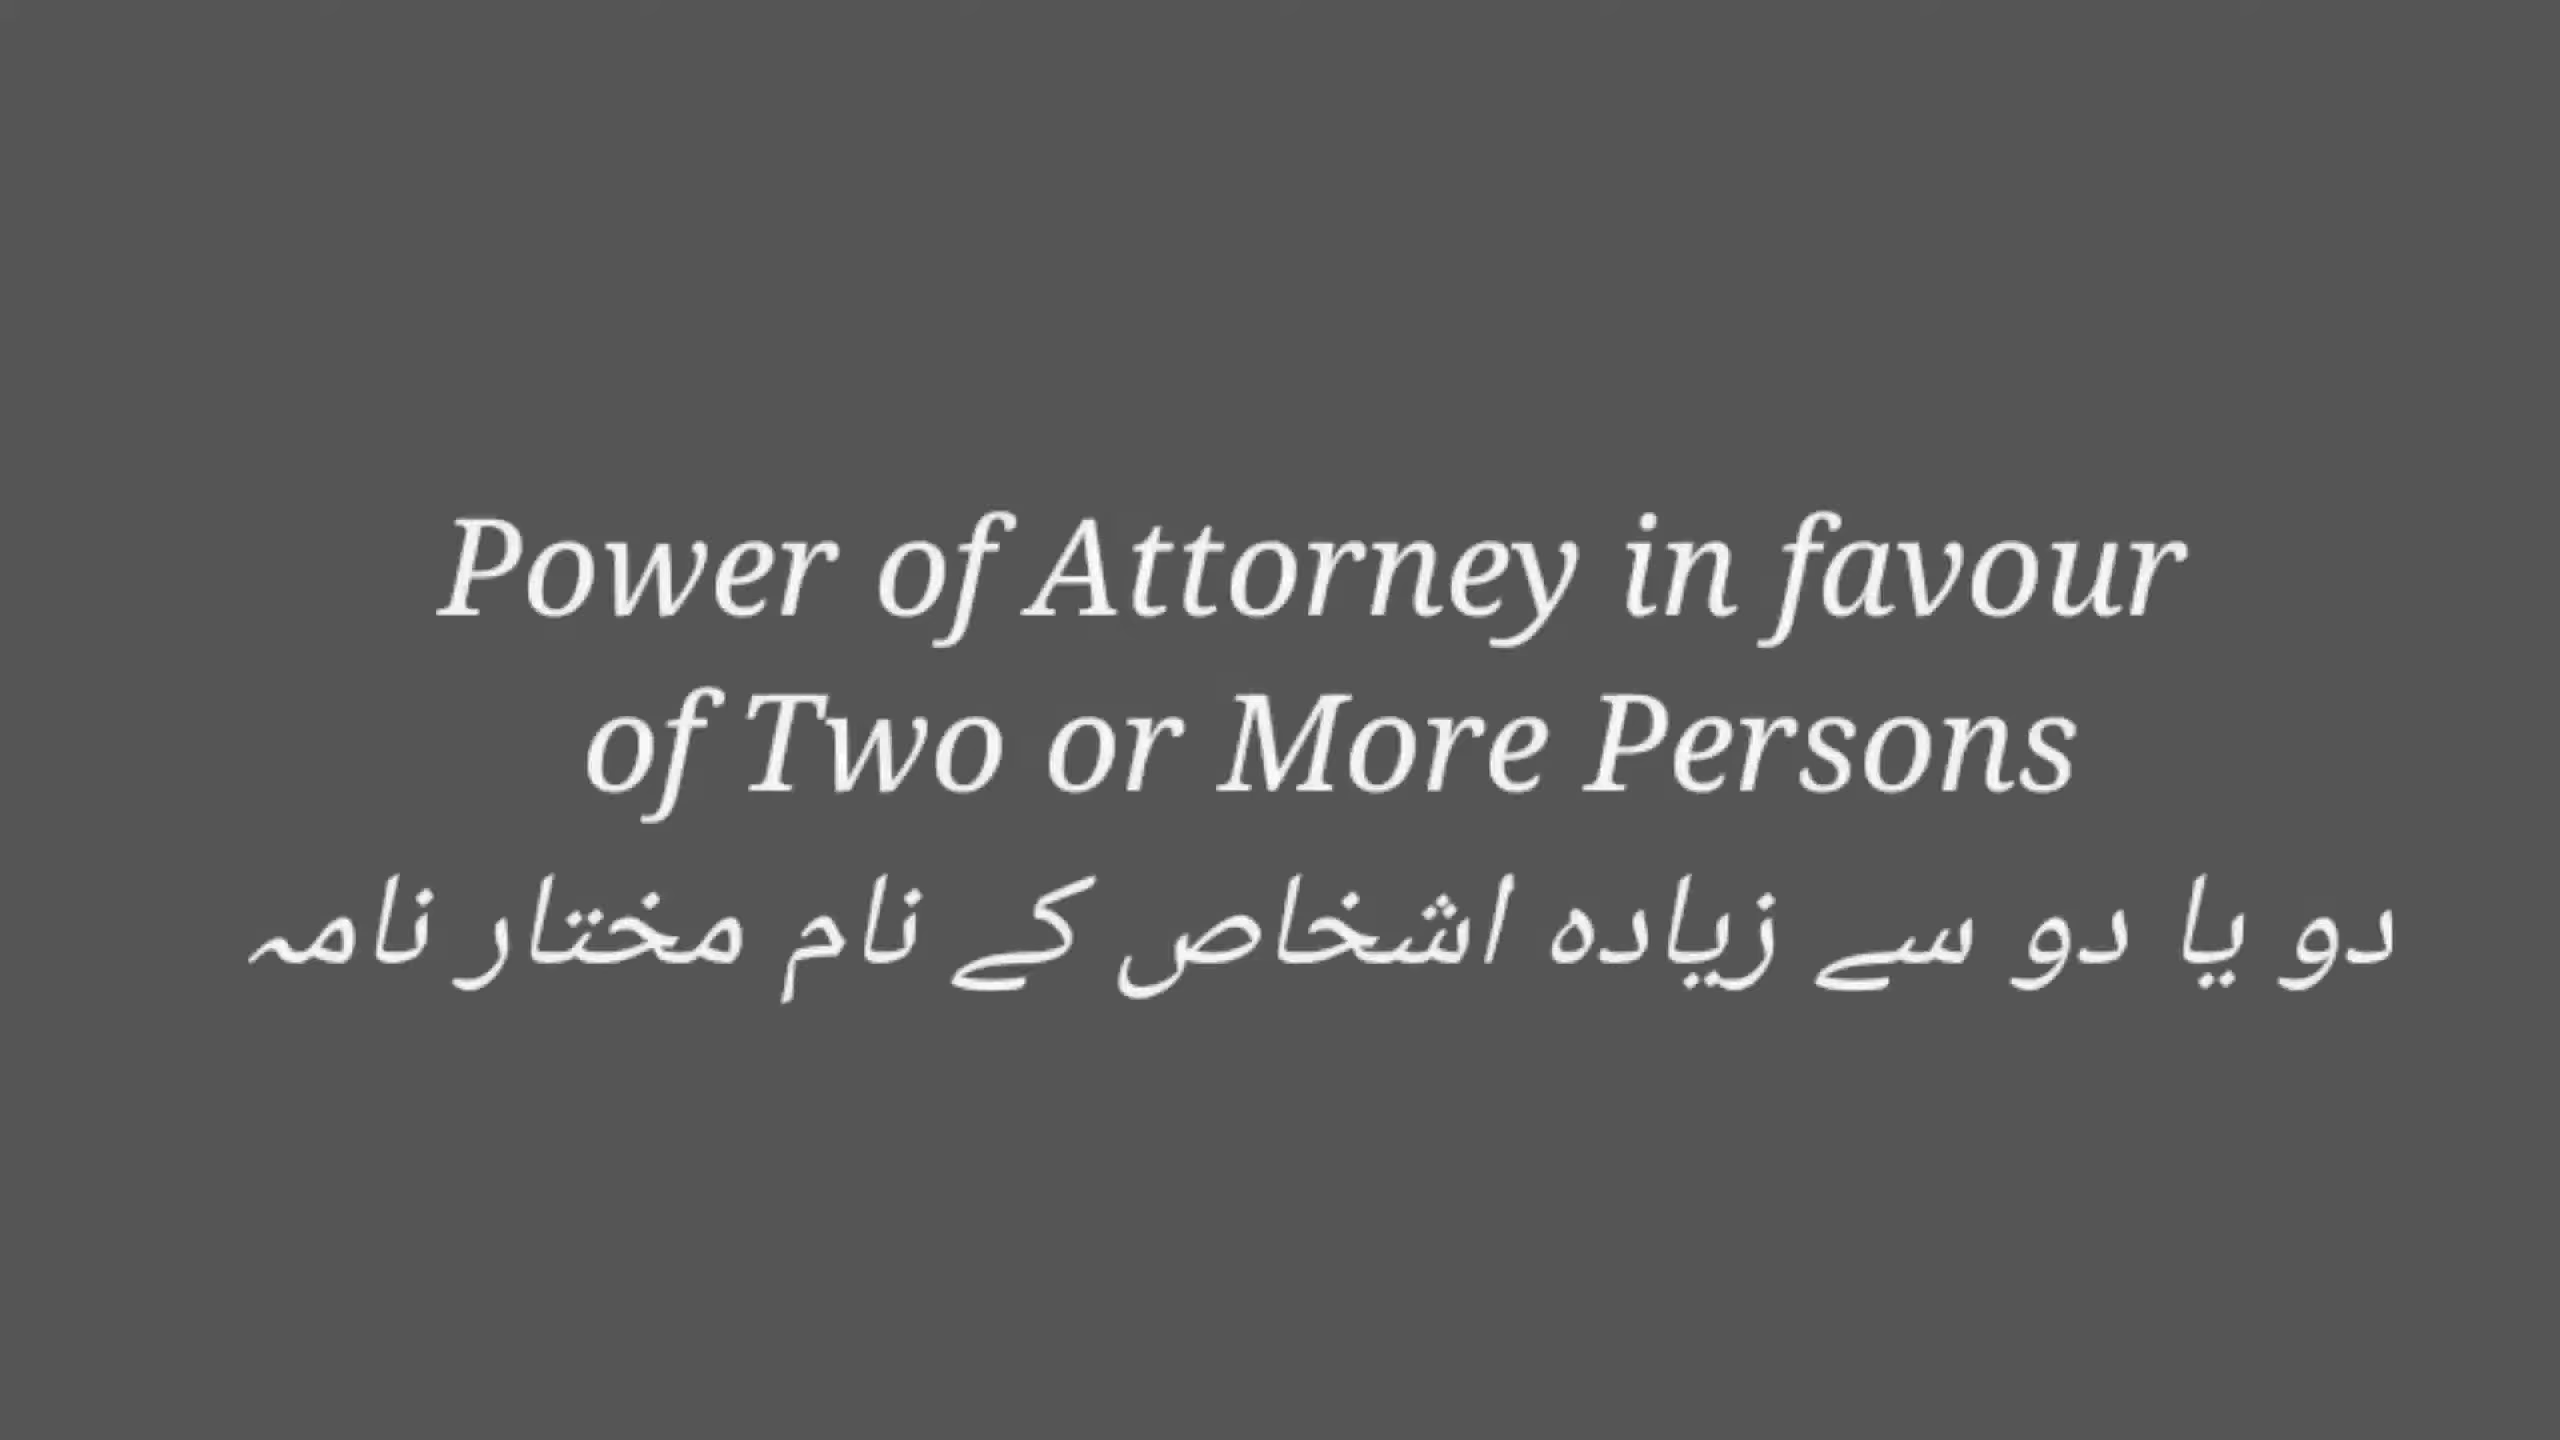 Power of Attorney in favour
of Two or More Persons
دو یا دو سے زیادہ اشخاص کے نام مختار نامہ